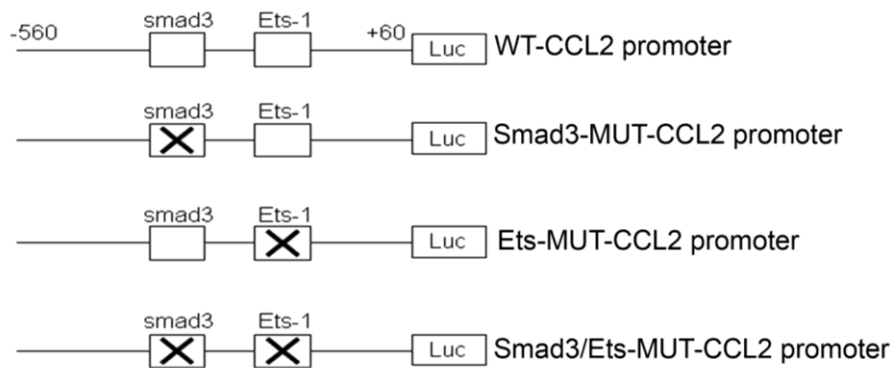 smad3 Ets-1
-560 +60
Luc WT-CCL2 promoter
smad3 Ets-1
Luc Smad3-MUT-CCL2 promoter
smad3 Ets-1
Luc Ets-MUT-CCL2 promoter
smad3 Ets-1
Luc Smad3/Ets-MUT-CCL2 promoter